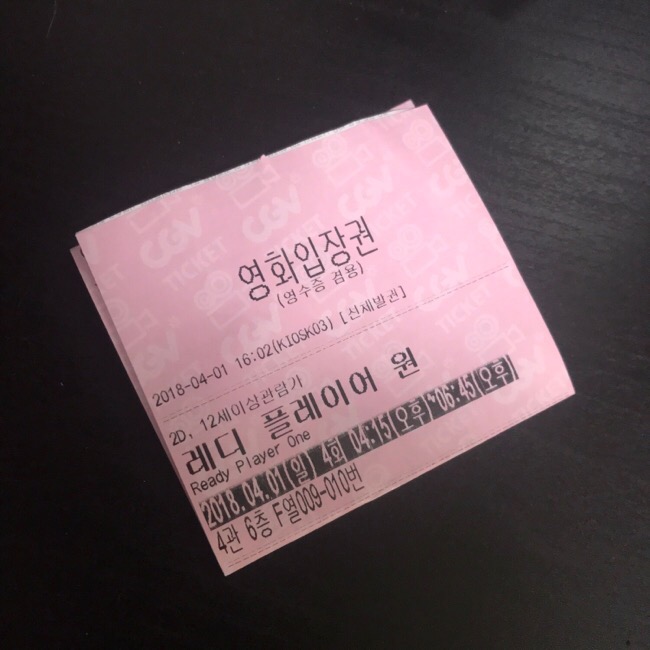 영화입장권
(영수증 겸용)
2018-04-01 16:02(KIOSK03) [신재발권]
2D, 12세이상관람가
레디 플레이어 원
Ready Player One
2018.04.01(일) 4회 04:15(오후)~06:45(오후)
4관 6층 F열009-010번
CGV
TICKET